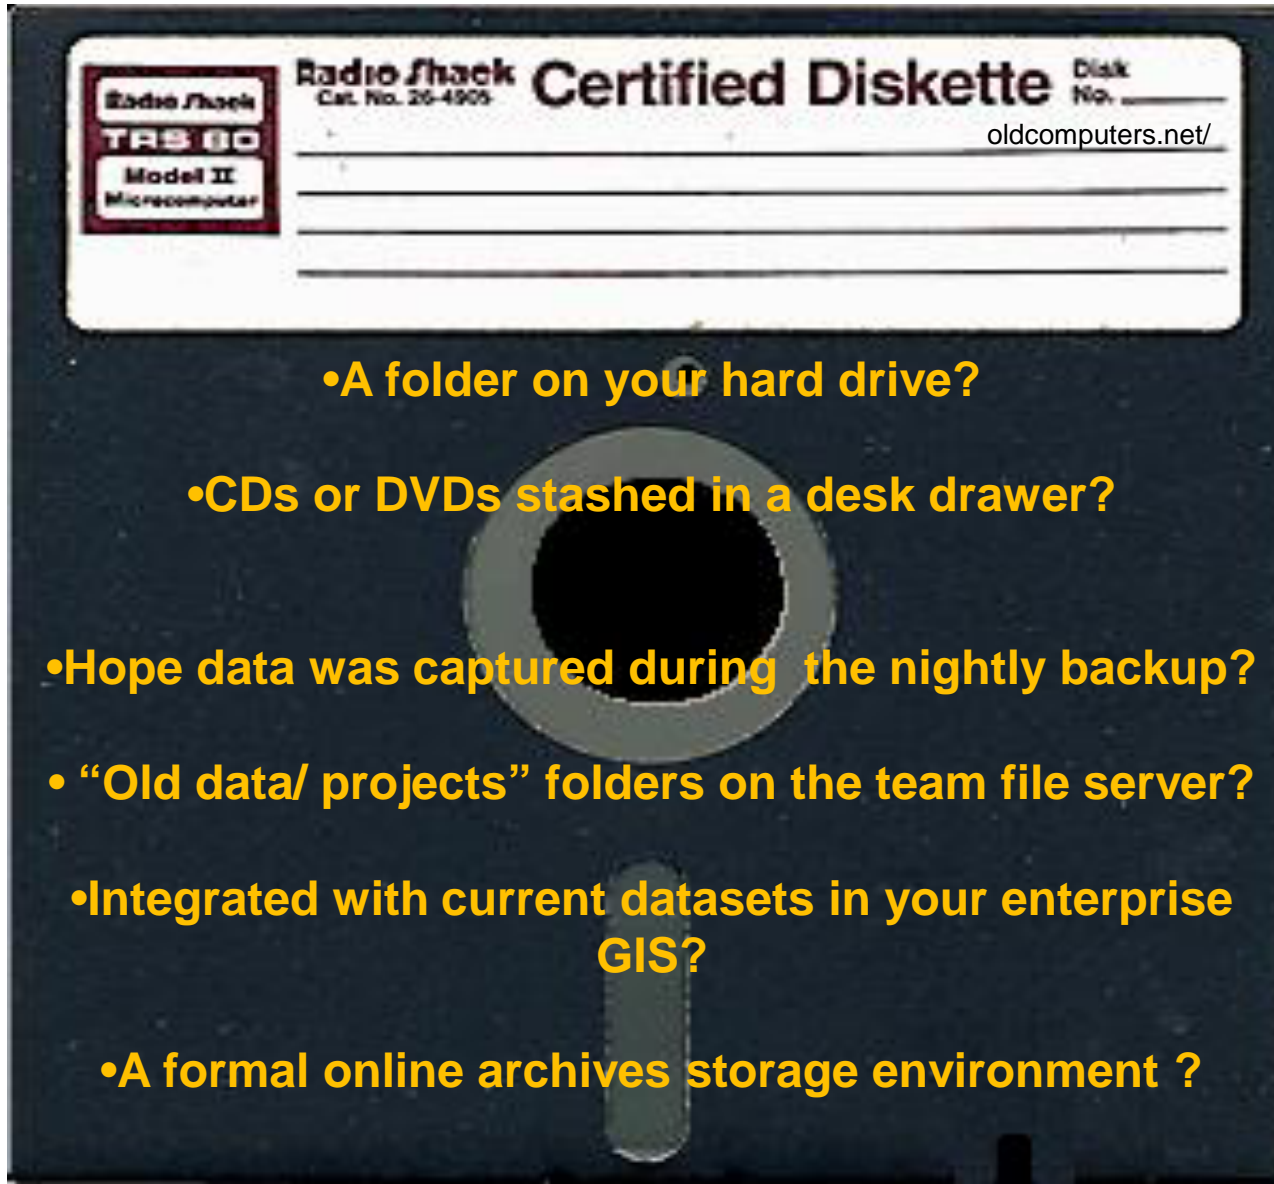 Radio Shack
TRS 80
Model II
Microcomputer
Radio Shack Certified Diskette Disk
Cat. No. 26-4905 No.
oldcomputers.net/
•A folder on your hard drive?
•CDs or DVDs stashed in a desk drawer?
•Hope data was captured during the nightly backup?
• “Old data/ projects” folders on the team file server?
•Integrated with current datasets in your enterprise
GIS?
•A formal online archives storage environment ?